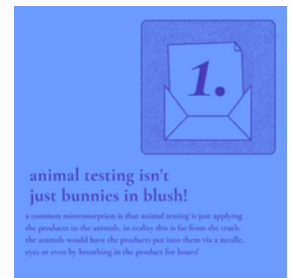 1.
animal testing isn't
just bunnies in blush!
a common misconception is that animal testing is just applying
the products to the animals, in reality this is far from the truth.
the animals would have the products put into them via a needle,
eyes or even by breathing in the product for hours!